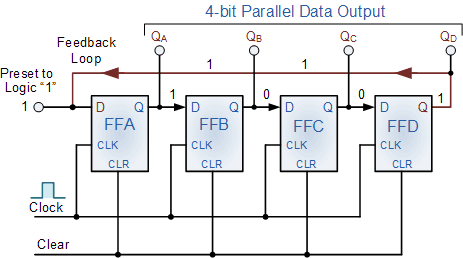 4-bit Parallel Data Output
QA QB QC QD
Feedback
Loop
1 1
Preset to
Logic “1”
1
D Q 1 D Q 0 D Q 0 D Q 1
FFA FFB FFC FFD
CLK CLK CLK CLK
CLR CLR CLR CLR
Clock
Clear